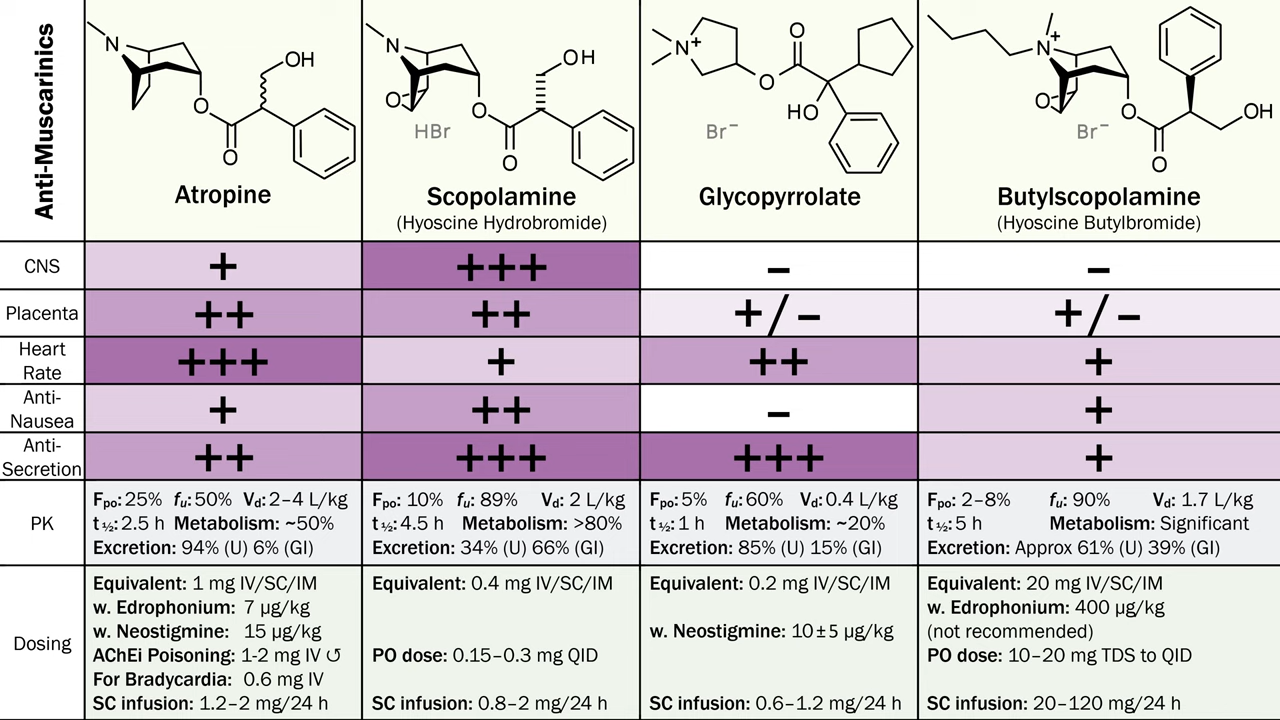 Anti-Muscarinics
N
O
O
OH
Atropine
N
O
HBr
O
O
OH
Scopolamine
(Hyoscine Hydrobromide)
N+
Br−
O
O
HO
Glycopyrrolate
N+
O
Br−
O
O
OH
Butylscopolamine
(Hyoscine Butylbromide)
CNS
+
+++
−
−
Placenta
++
++
+/−
+/−
Heart
Rate
+++
+
++
+
Anti-
Nausea
+
++
−
+
Anti-
Secretion
++
+++
+++
+
PK
Fpo: 25% fu: 50% Vd: 2–4 L/kg
t½: 2.5 h Metabolism: ~50%
Excretion: 94% (U) 6% (GI)
Fpo: 10% fu: 89% Vd: 2 L/kg
t½: 4.5 h Metabolism: >80%
Excretion: 34% (U) 66% (GI)
Fpo: 5% fu: 60% Vd: 0.4 L/kg
t½: 1 h Metabolism: ~20%
Excretion: 85% (U) 15% (GI)
Fpo: 2–8% fu: 90% Vd: 1.7 L/kg
t½: 5 h Metabolism: Significant
Excretion: Approx 61% (U) 39% (GI)
Dosing
Equivalent: 1 mg IV/SC/IM
w. Edrophonium: 7 µg/kg
w. Neostigmine: 15 µg/kg
AChEi Poisoning: 1-2 mg IV ↺
For Bradycardia: 0.6 mg IV
SC infusion: 1.2–2 mg/24 h
Equivalent: 0.4 mg IV/SC/IM
PO dose: 0.15–0.3 mg QID
SC infusion: 0.8–2 mg/24 h
Equivalent: 0.2 mg IV/SC/IM
w. Neostigmine: 10±5 µg/kg
SC infusion: 0.6–1.2 mg/24 h
Equivalent: 20 mg IV/SC/IM
w. Edrophonium: 400 µg/kg
(not recommended)
PO dose: 10–20 mg TDS to QID
SC infusion: 20–120 mg/24 h